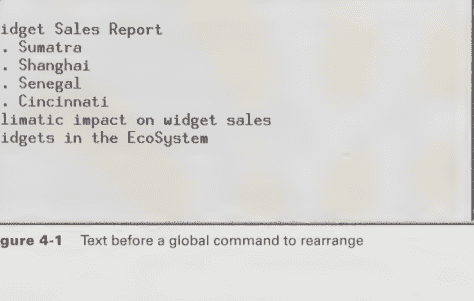 idget Sales Report
. Sumatra
. Shanghai
. Senegal
. Cincinnati
limatic impact on widget sales
idgets in the EcoSystem
gure 4-1 Text before a global command to rearrange